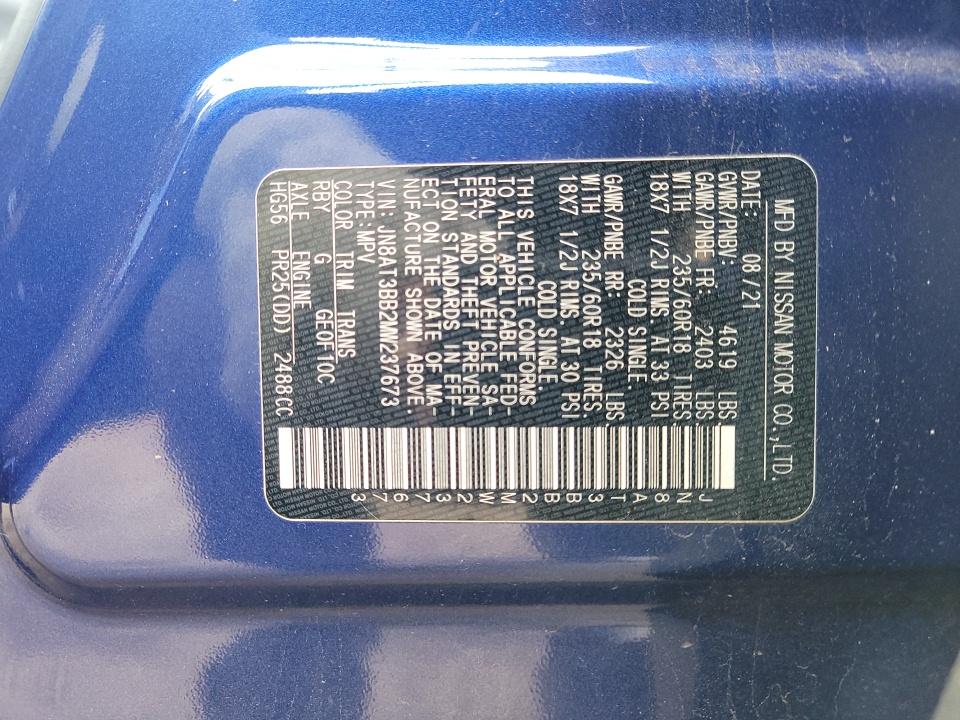 MFD BY NISSAN MOTOR CO.,LTD.
DATE: 08 /21
GVWR/PNBV: 4619 LBS
GAWR/PNBE FR: 2403 LBS
WITH 235/60R18 TIRES
18X7 1/2J RIMS. AT 33 PSI
COLD SINGLE.
GAWR/PNBE RR: 2326 LBS.
WITH 235/60R18 TIRES.
18X7 1/2J RIMS. AT 30 PSI
COLD SINGLE.
THIS VEHICLE CONFORMS
TO ALL APPLICABLE FED-
ERAL MOTOR VEHICLE SA-
FETY AND THEFT PREVEN-
TION STANDARDS IN EFF-
ECT ON THE DATE OF MA-
NUFACTURE SHOWN ABOVE.
VIN: JN8AT3BB2MW237673
TYPE:MPV
COLOR TRIM TRANS
RBY G GE0F10C
AXLE ENGINE
HG56 PR25(DD) 2488CC
JN8AT3BB2MW237673